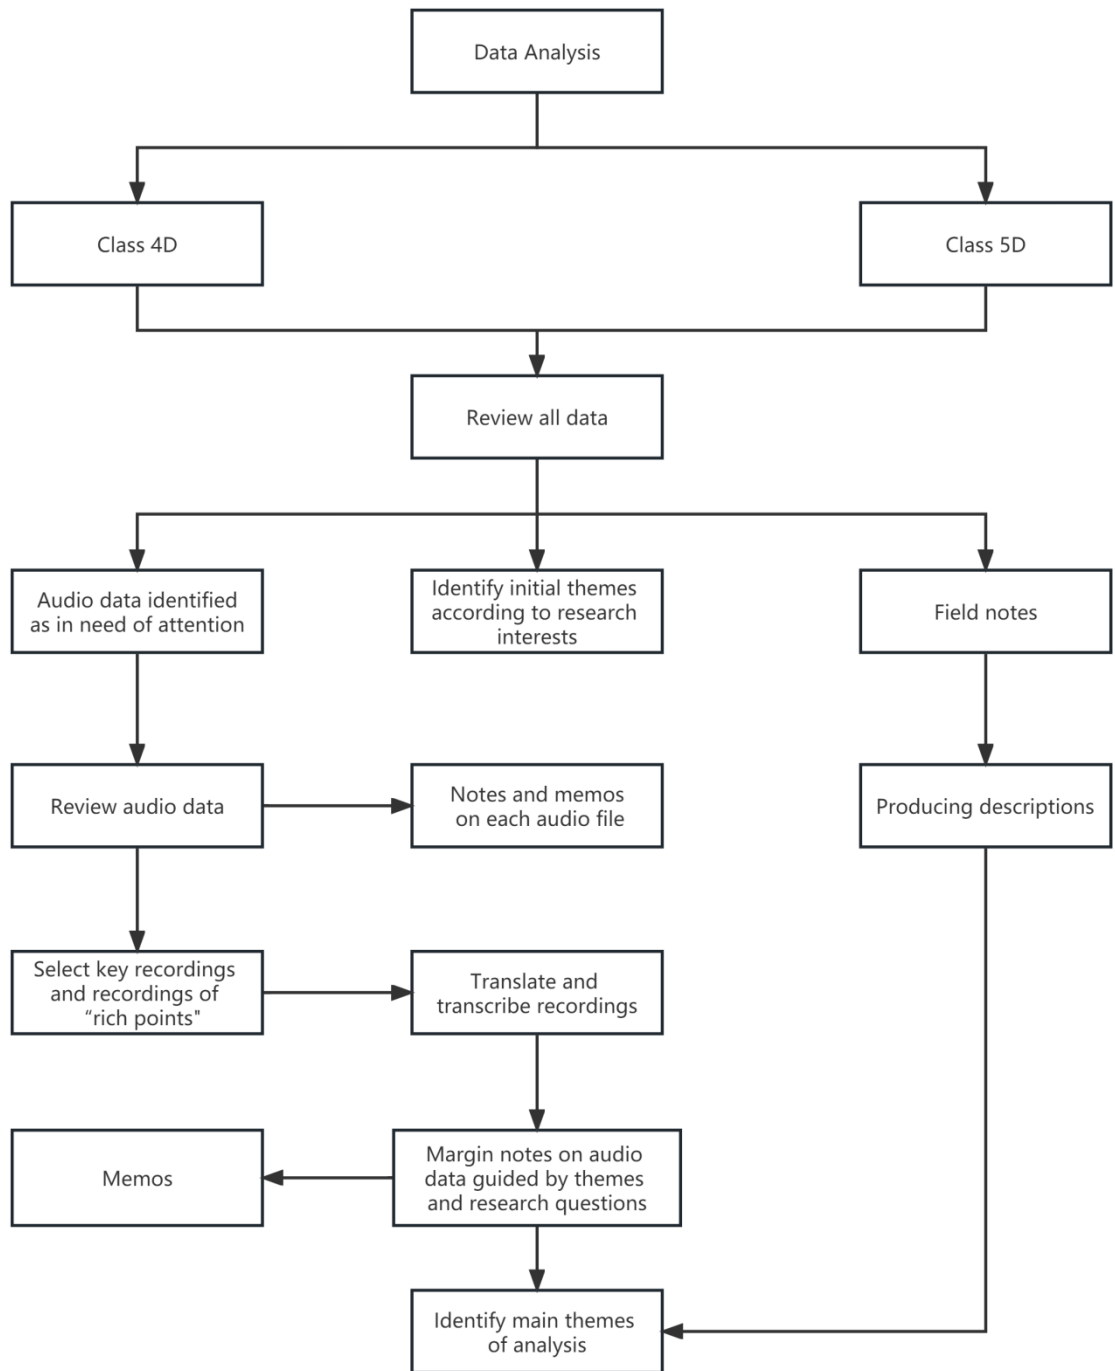 Data Analysis
Class 4D
Class 5D
Review all data
Audio data identified
as in need of attention
Identify initial themes
according to research
interests
Field notes
Review audio data
Notes and memos
on each audio file
Producing descriptions
Select key recordings
and recordings of
“rich points"
Translate and
transcribe recordings
Memos
Margin notes on audio
data guided by themes
and research questions
Identify main themes
of analysis